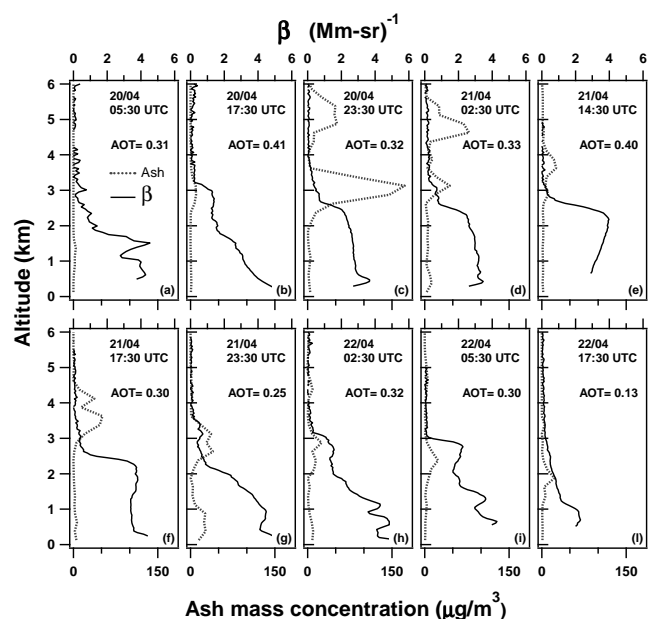 β (Mm-sr)-1
0 2 4 6 0 2 4 6 0 2 4 6 0 2 4 6 0 2 4 6
6
5
4
3
2
1
0
20/04
05:30 UTC
AOT= 0.31
Ash
β
(a)
20/04
17:30 UTC
AOT= 0.41
(b)
20/04
23:30 UTC
AOT= 0.32
(c)
21/04
02:30 UTC
AOT= 0.33
(d)
21/04
14:30 UTC
AOT= 0.40
(e)
Altitude (km)
6
5
4
3
2
1
0
21/04
17:30 UTC
AOT= 0.30
(f)
21/04
23:30 UTC
AOT= 0.25
(g)
22/04
02:30 UTC
AOT= 0.32
(h)
22/04
05:30 UTC
AOT= 0.30
(i)
22/04
17:30 UTC
AOT= 0.13
(l)
0 150 0 150 0 150 0 150 0 150
Ash mass concentration (μg/m3)